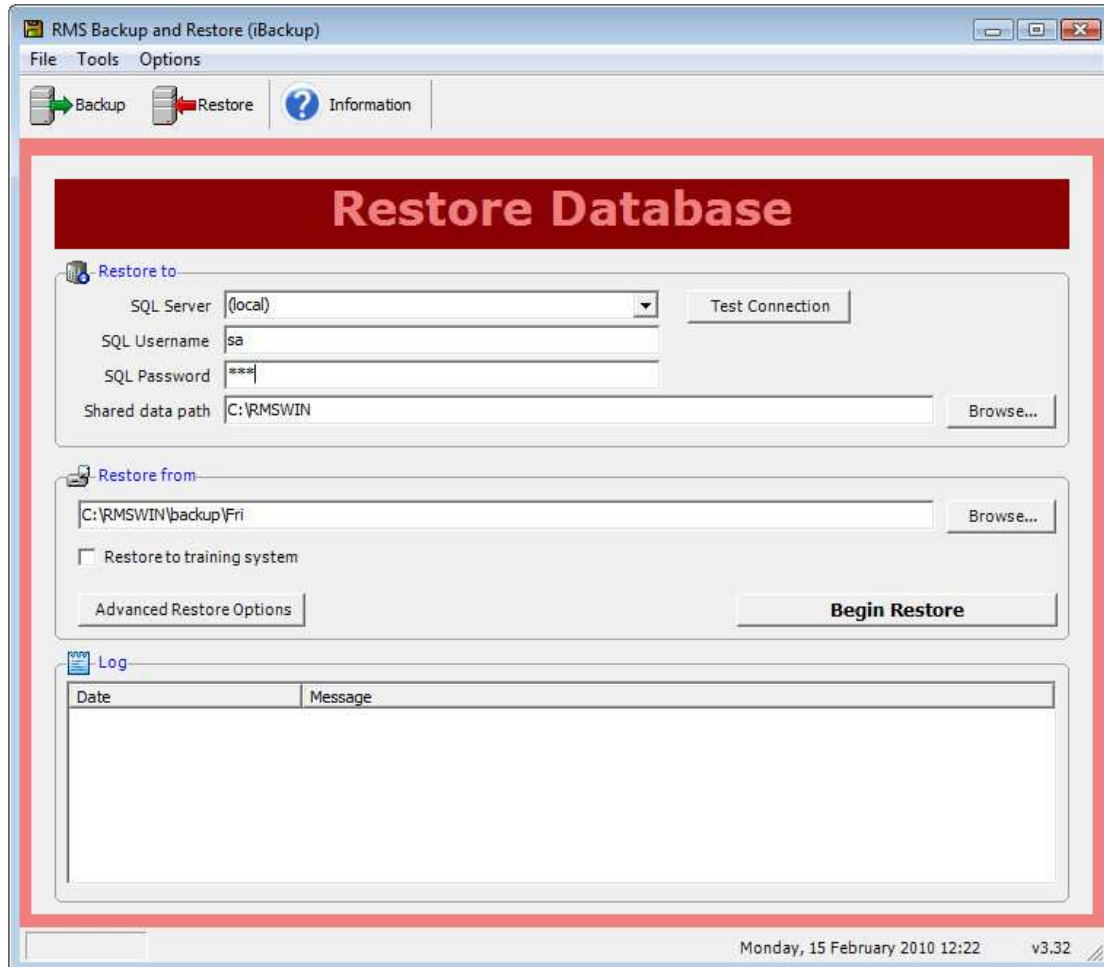 RMS Backup and Restore (iBackup)
File Tools Options
Backup Restore Information
Restore Database
Restore to
SQL Server (local) Test Connection
SQL Username sa
SQL Password ***
Shared data path C:\RMSWIN Browse...
Restore from
C:\RMSWIN\backup\Fri Browse...
Restore to training system
Advanced Restore Options Begin Restore
Log
Date Message
Monday, 15 February 2010 12:22 v3.32